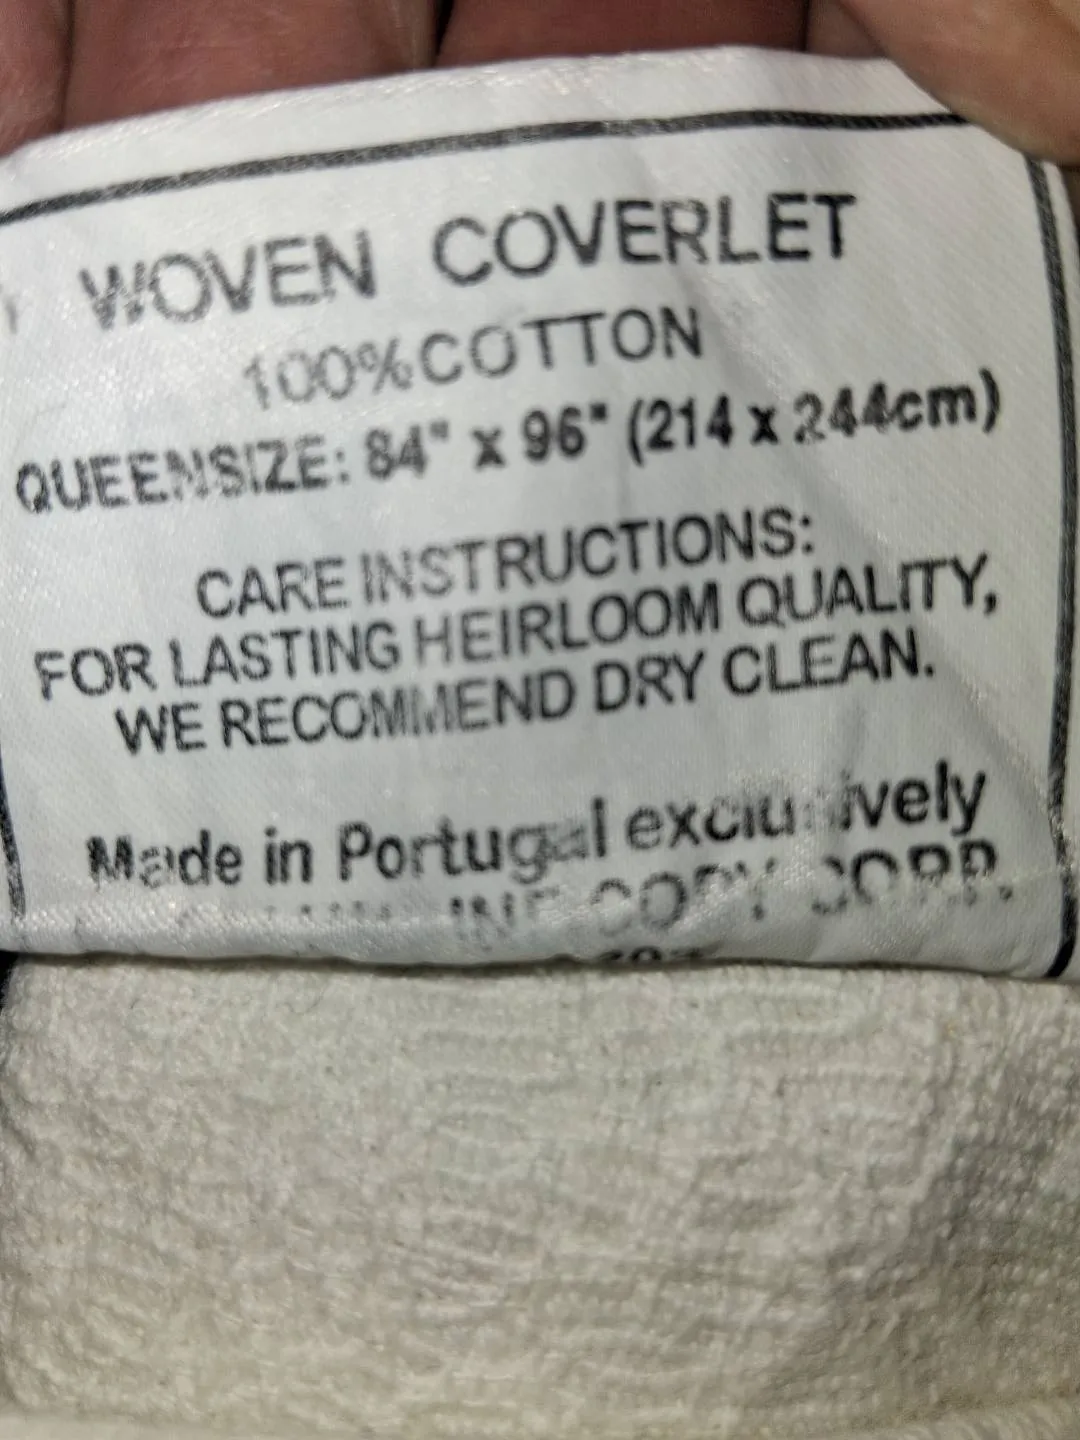 WOVEN COVERLET
100%COTTON
QUEENSIZE: 84" x 96" (214 x 244cm)
CARE INSTRUCTIONS:
FOR LASTING HEIRLOOM QUALITY,
WE RECOMMEND DRY CLEAN.
Made in Portugal exclusively
CORP.